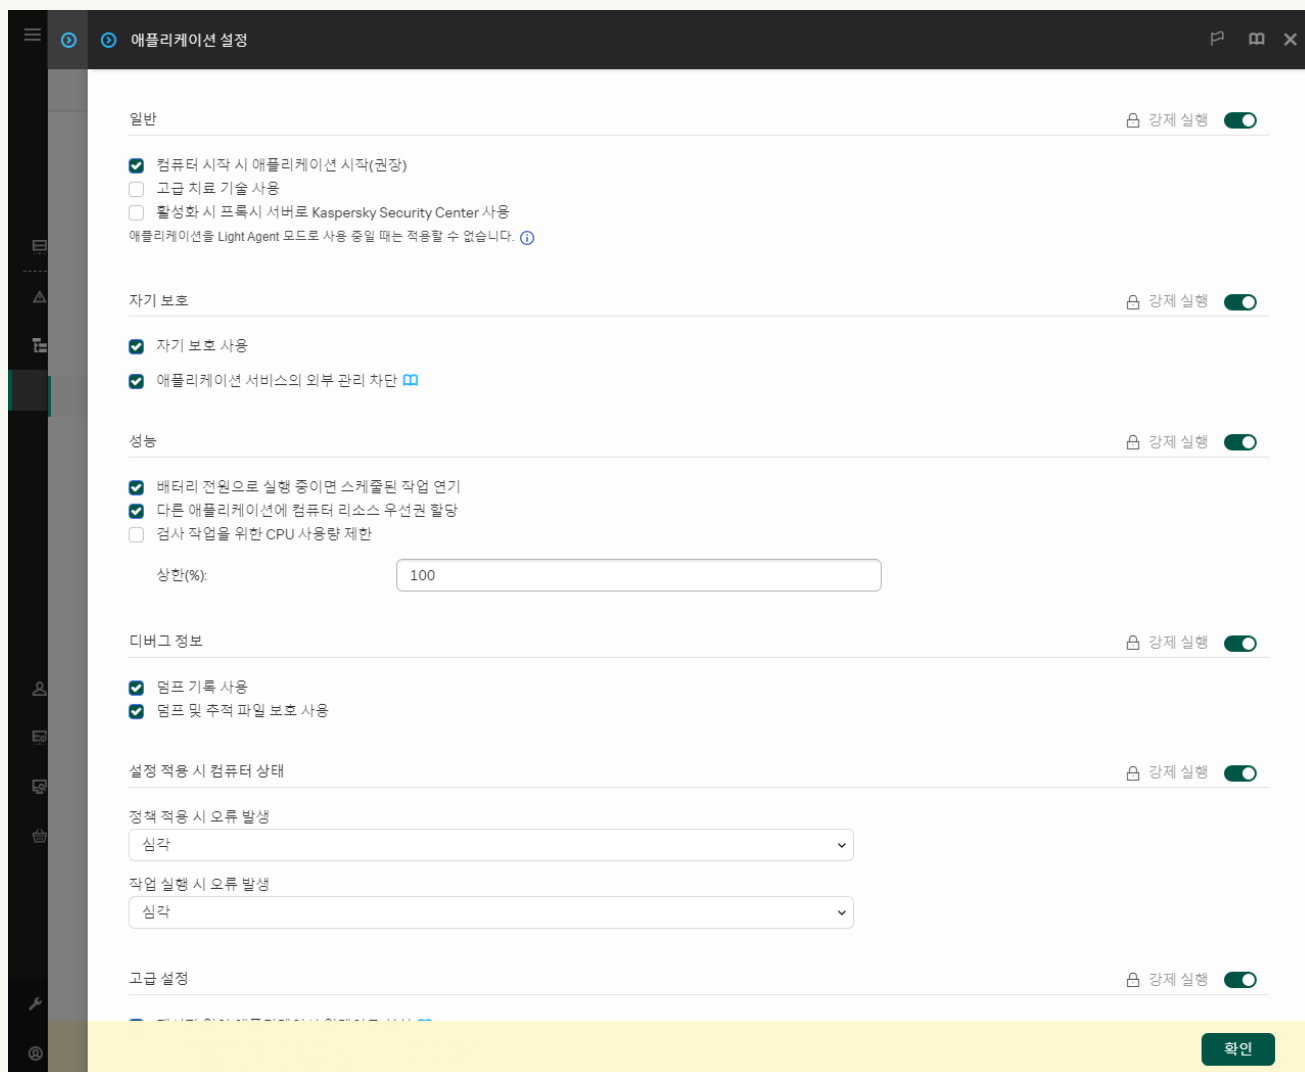 애플리케이션 설정
일반
강제 실행
컴퓨터 시작 시 애플리케이션 시작(권장)
고급 치료 기술 사용
활성화 시 프록시 서버로 Kaspersky Security Center 사용
애플리케이션을 Light Agent 모드로 사용 중일 때는 적용할 수 없습니다.
자기 보호
강제 실행
자기 보호 사용
애플리케이션 서비스의 외부 관리 차단
성능
강제 실행
배터리 전원으로 실행 중이면 스케줄된 작업 연기
다른 애플리케이션에 컴퓨터 리소스 우선권 할당
검사 작업을 위한 CPU 사용량 제한
상한(%):
100
디버그 정보
강제 실행
덤프 기록 사용
덤프 및 추적 파일 보호 사용
설정 적용 시 컴퓨터 상태
강제 실행
정책 적용 시 오류 발생
심각
작업 실행 시 오류 발생
심각
고급 설정
강제 실행
확인